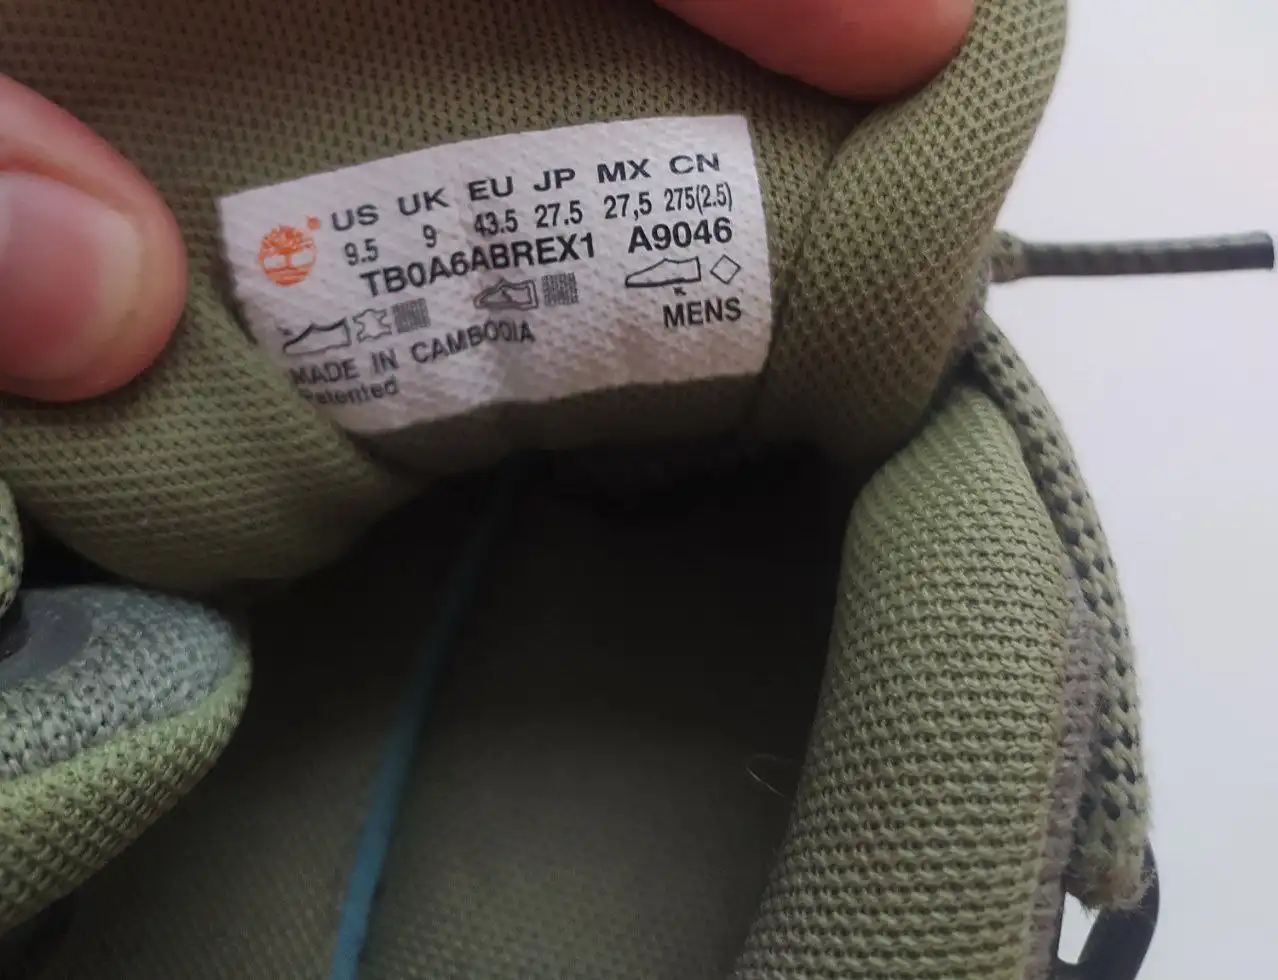 US UK EU JP MX CN
9.5 9 43.5 27.5 27,5 275(2.5)
TB0A6ABREX1 A9046
MENS
MADE IN CAMBODIA
Patented